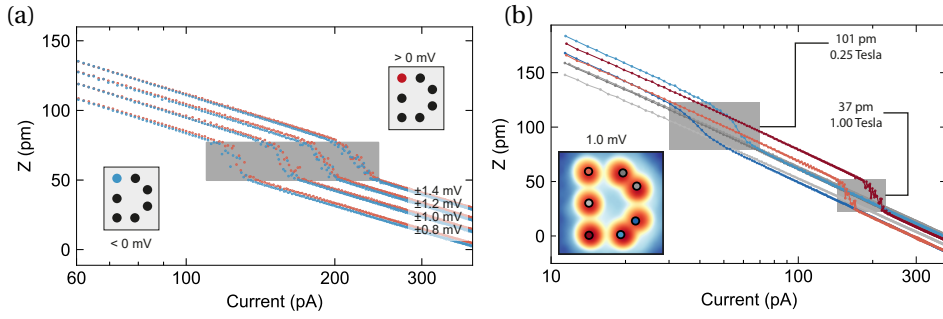 (a)
Z (pm)
150
100
50
0
60
100
200
300
Current (pA)
> 0 mV
< 0 mV
±1.4 mV
±1.2 mV
±1.0 mV
±0.8 mV
(b)
Z (pm)
200
150
100
50
0
10
100
300
Current (pA)
101 pm
0.25 Tesla
37 pm
1.00 Tesla
1.0 mV